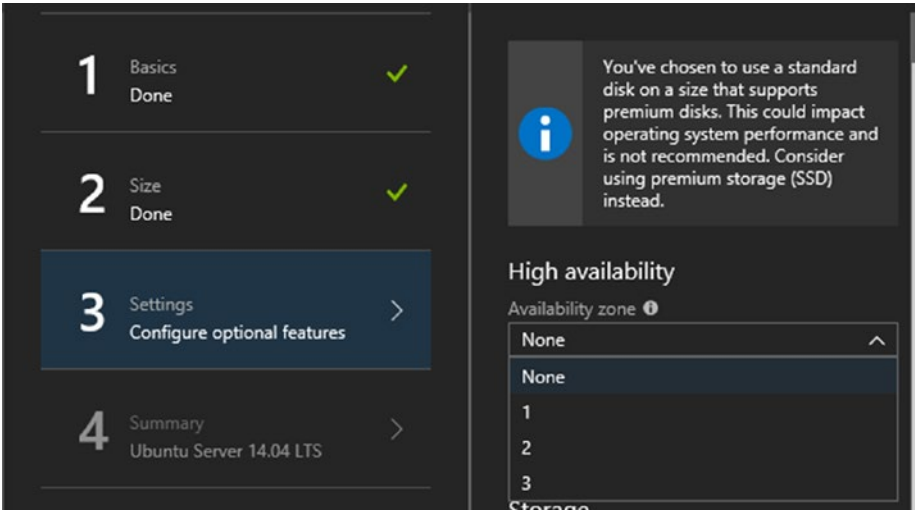 1
Basics
Done
2
Size
Done
3
Settings
Configure optional features
4
Summary
Ubuntu Server 14.04 LTS
You've chosen to use a standard
disk on a size that supports
premium disks. This could impact
operating system performance and
is not recommended. Consider
using premium storage (SSD)
instead.
High availability
Availability zone
None
None
1
2
3
Storage